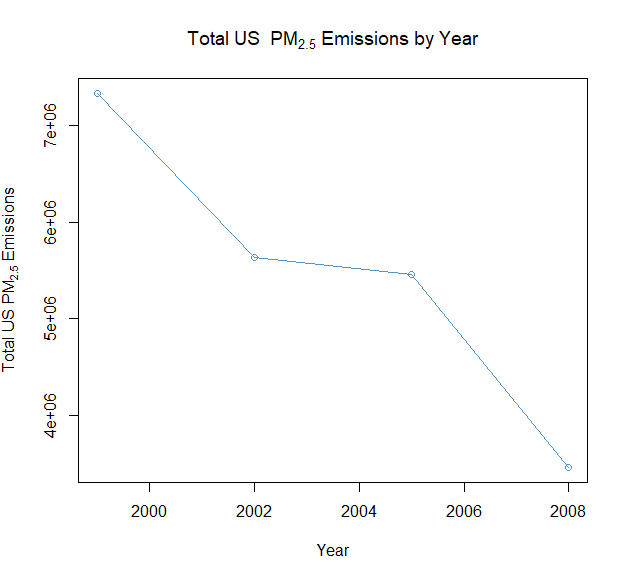 Total US PM2.5 Emissions by Year
Total US PM2.5 Emissions
7e+06
6e+06
5e+06
4e+06
2000 2002 2004 2006 2008
Year